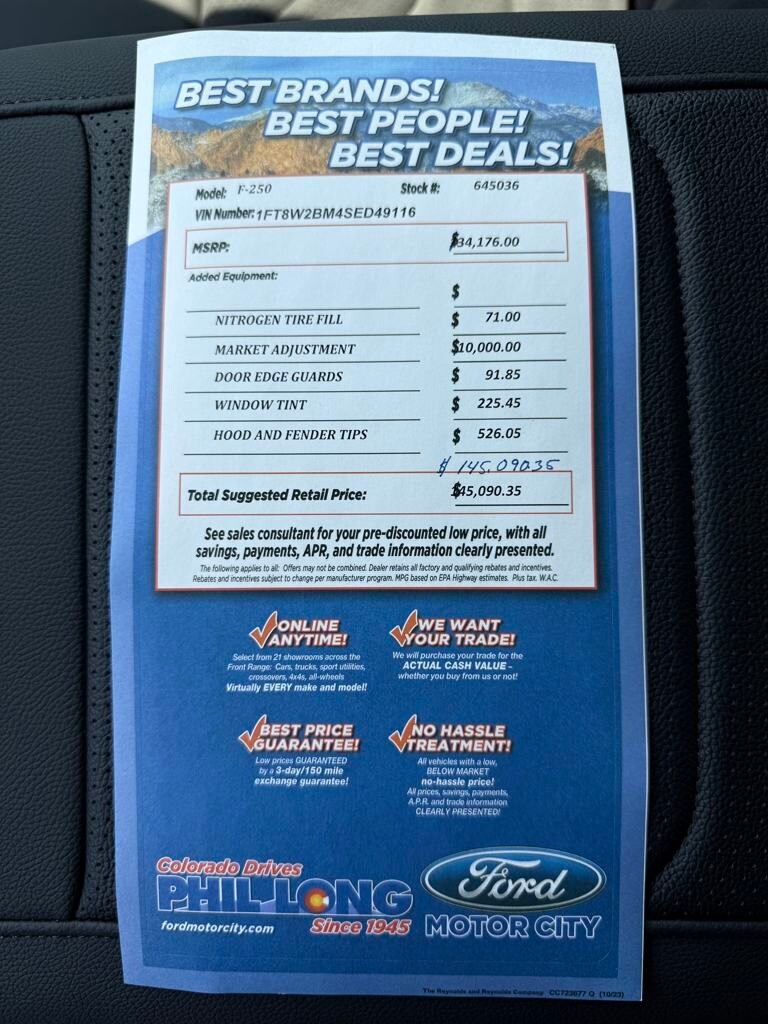 BEST BRANDS!
BEST PEOPLE!
BEST DEALS!
Model: F-250 Stock #: 645036
VIN Number: 1FT8W2BM4SED49116
MSRP: $34,176.00
Added Equipment:
$
NITROGEN TIRE FILL $ 71.00
MARKET ADJUSTMENT $10,000.00
DOOR EDGE GUARDS $ 91.85
WINDOW TINT $ 225.45
HOOD AND FENDER TIPS $ 526.05
$ 145,090.35
Total Suggested Retail Price: $45,090.35
See sales consultant for your pre-discounted low price, with all
savings, payments, APR, and trade information clearly presented.
The following applies to all: Offers may not be combined. Dealer retains all factory and qualifying rebates and incentives.
Rebates and incentives subject to change per manufacturer program. MPG based on EPA Highway estimates. Plus tax. W.A.C.
ONLINE
ANYTIME!
Select from 21 showrooms across the
Front Range: Cars, trucks, sport utilities,
crossovers, 4x4s, all-wheels
Virtually EVERY make and model!
WE WANT
YOUR TRADE!
We will purchase your trade for the
ACTUAL CASH VALUE –
whether you buy from us or not!
BEST PRICE
GUARANTEE!
Low prices GUARANTEED
by a 3-day/150 mile
exchange guarantee!
NO HASSLE
TREATMENT!
All vehicles with a low,
BELOW MARKET
no-hassle price!
All prices, savings, payments,
A.P.R. and trade information
CLEARLY PRESENTED!
Colorado Drives
PHIL LONG
fordmotorcity.com Since 1945
Ford
MOTOR CITY
The Reynolds and Reynolds Company CC723677 Q (10/23)